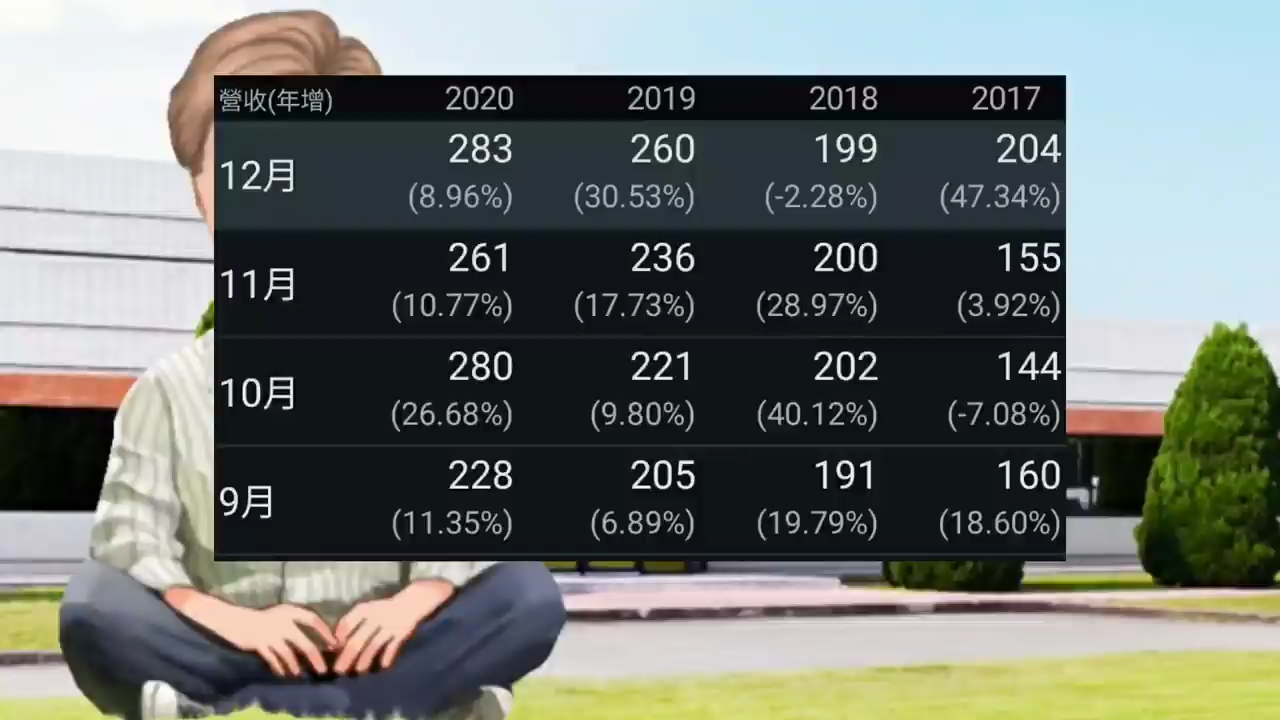 營收(年增) 2020 2019 2018 2017
12月 283 260 199 204
(8.96%) (30.53%) (-2.28%) (47.34%)
11月 261 236 200 155
(10.77%) (17.73%) (28.97%) (3.92%)
10月 280 221 202 144
(26.68%) (9.80%) (40.12%) (-7.08%)
9月 228 205 191 160
(11.35%) (6.89%) (19.79%) (18.60%)